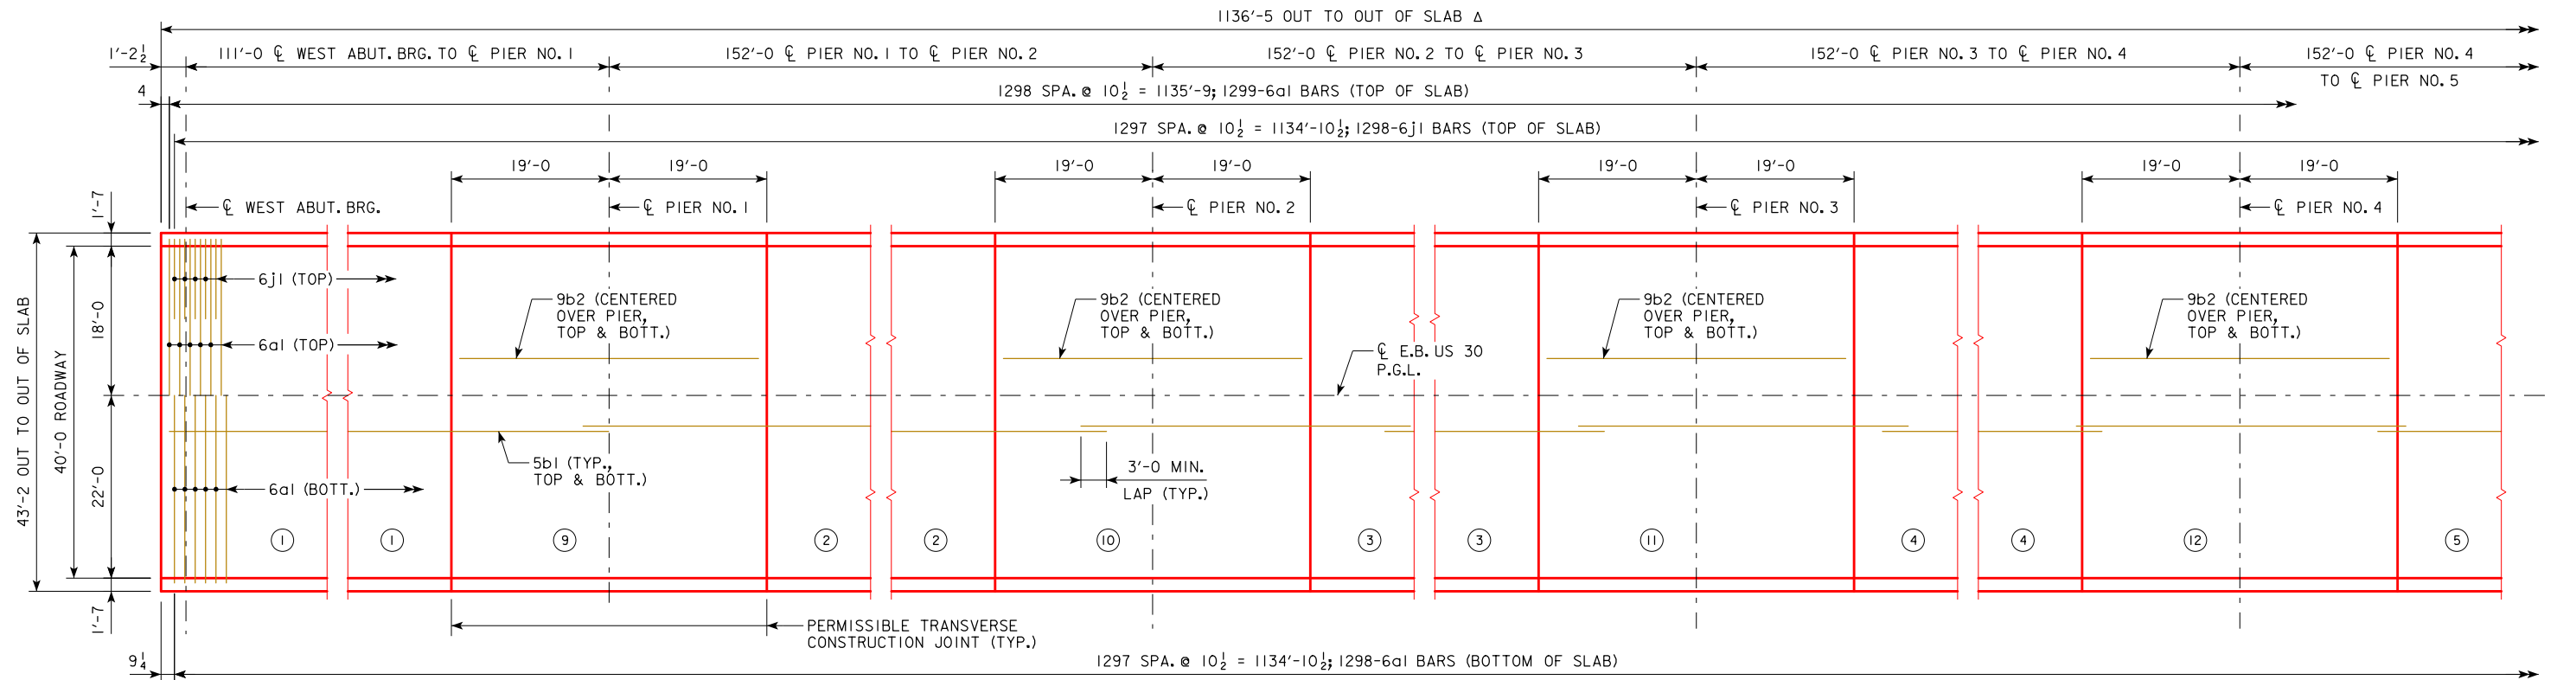 1136'-5 OUT TO OUT OF SLAB Δ
1'-2½
111'-0 ℄ WEST ABUT. BRG. TO ℄ PIER NO. 1
152'-0 ℄ PIER NO. 1 TO ℄ PIER NO. 2
152'-0 ℄ PIER NO. 2 TO ℄ PIER NO. 3
152'-0 ℄ PIER NO. 3 TO ℄ PIER NO. 4
152'-0 ℄ PIER NO. 4
TO ℄ PIER NO. 5
4
1298 SPA. @ 10½ = 1135'-9; 1299-6a1 BARS (TOP OF SLAB)
1297 SPA. @ 10½ = 1134'-10½; 1298-6j1 BARS (TOP OF SLAB)
19'-0
19'-0
19'-0
19'-0
19'-0
19'-0
19'-0
19'-0
℄ WEST ABUT. BRG.
℄ PIER NO. 1
℄ PIER NO. 2
℄ PIER NO. 3
℄ PIER NO. 4
1'-7
18'-0
22'-0
1'-7
40'-0 ROADWAY
43'-2 OUT TO OUT OF SLAB
6j1 (TOP)
6a1 (TOP)
9b2 (CENTERED
OVER PIER,
TOP & BOTT.)
9b2 (CENTERED
OVER PIER,
TOP & BOTT.)
9b2 (CENTERED
OVER PIER,
TOP & BOTT.)
9b2 (CENTERED
OVER PIER,
TOP & BOTT.)
℄ E.B. US 30
P.G.L.
5b1 (TYP.,
TOP & BOTT.)
3'-0 MIN.
LAP (TYP.)
6a1 (BOTT.)
1
1
9
2
2
10
3
3
11
4
4
12
5
PERMISSIBLE TRANSVERSE
CONSTRUCTION JOINT (TYP.)
9¼
1297 SPA. @ 10½ = 1134'-10½; 1298-6a1 BARS (BOTTOM OF SLAB)